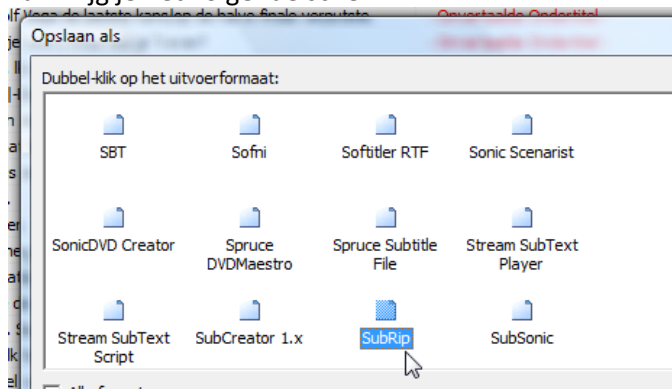 Opslaan als
Dubbel-klik op het uitvoerformaat:
SBT Sofni Softitler RTF Sonic Scenarist
SonicDVD Creator Spruce Spruce Subtitle Stream SubText
DVDMaestro File Player
Stream SubText SubCreator 1.x SubRip SubSonic
Script